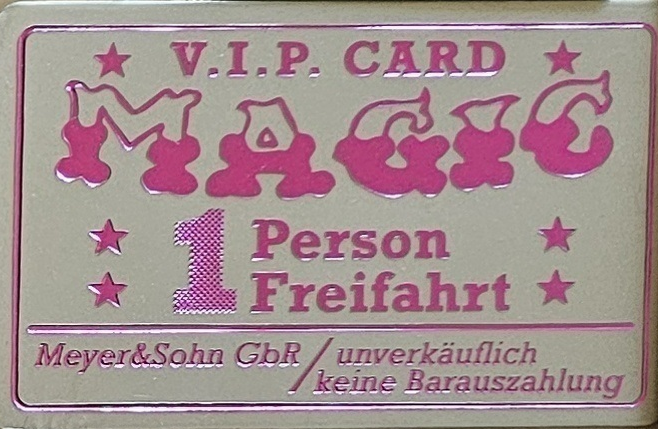 V.I.P. CARD
MAGIC
1 Person
Freifahrt
Meyer&Sohn GbR / unverkäuflich
keine Barauszahlung